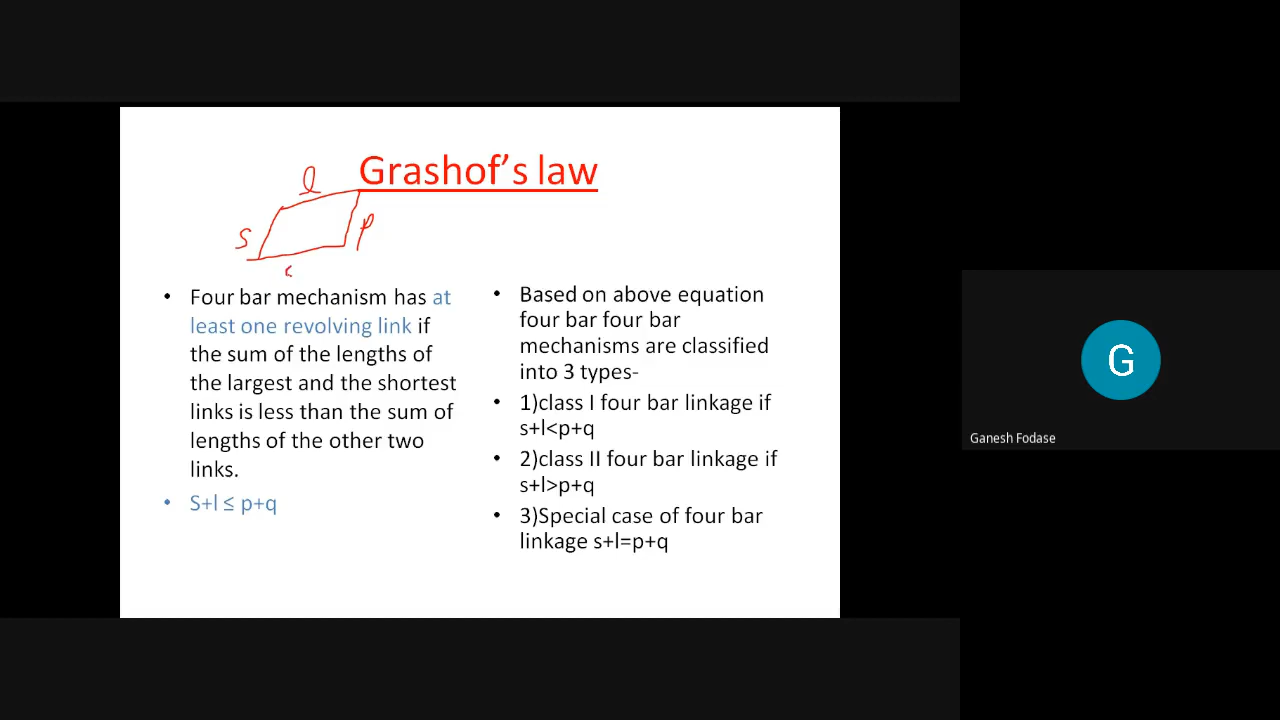 Grashof's law
l
s
p
• Four bar mechanism has at
least one revolving link if
the sum of the lengths of
the largest and the shortest
links is less than the sum of
lengths of the other two
links.
• S+l ≤ p+q
• Based on above equation
four bar four bar
mechanisms are classified
into 3 types-
• 1)class I four bar linkage if
s+l<p+q
• 2)class II four bar linkage if
s+l>p+q
• 3)Special case of four bar
linkage s+l=p+q
G
Ganesh Fodase